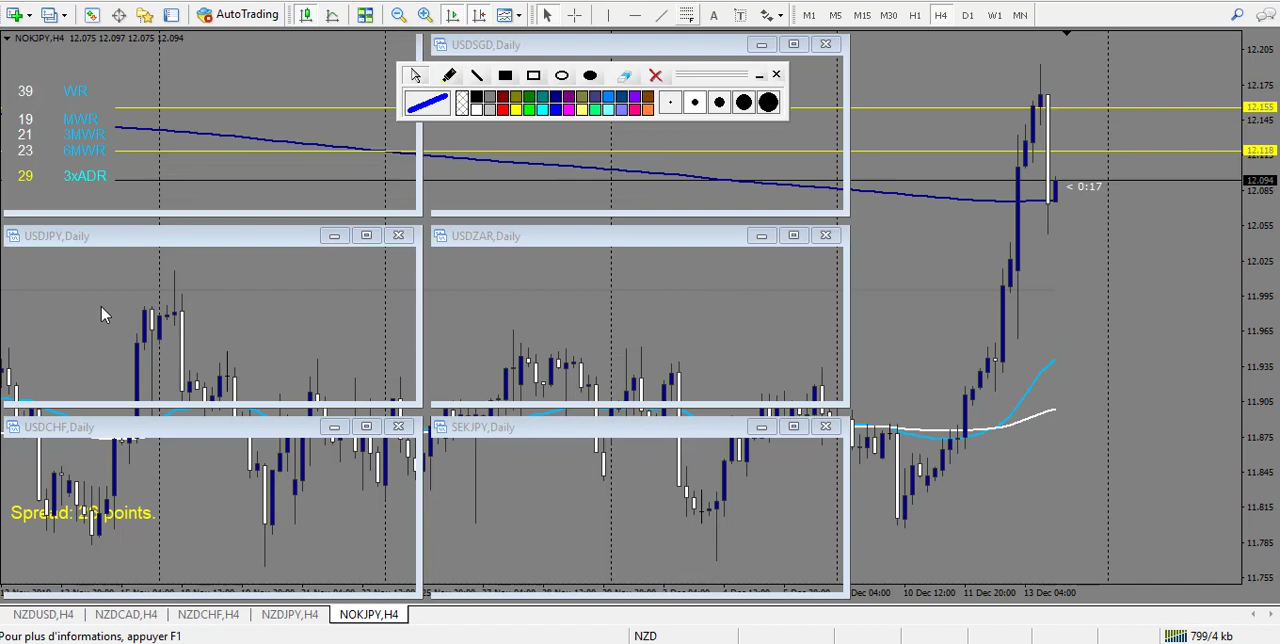 AutoTrading
A
T
M1
M5
M15
M30
H1
H4
D1
W1
MN
NOKJPY,H4 12.075 12.097 12.075 12.094
USDSGD,Daily
39 WR
19 MWR
21 3MWR
23 6MWR
29 3xADR
< 0:17
12.205
12.175
12.155
12.145
12.118
12.094
12.085
12.055
12.025
11.995
11.965
11.935
11.905
11.875
11.845
11.815
11.785
11.755
USDJPY,Daily
USDZAR,Daily
USDCHF,Daily
SEKJPY,Daily
Spread: 26 points.
10 Dec 12:00
11 Dec 20:00
13 Dec 04:00
NZDUSD,H4
NZDCAD,H4
NZDCHF,H4
NZDJPY,H4
NOKJPY,H4
Pour plus d'informations, appuyer F1
NZD
799/4 kb